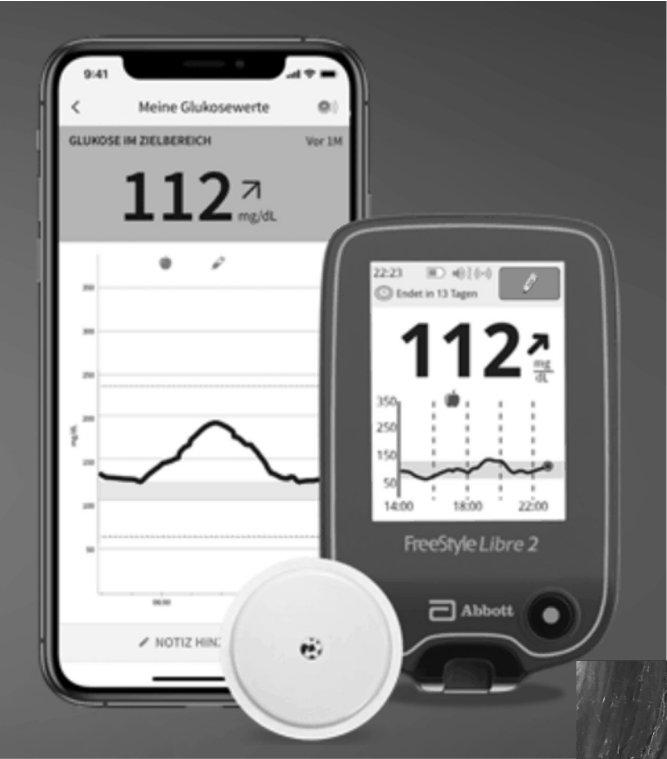 9:41
Meine Glukosewerte
GLUKOSE IM ZIELBEREICH
Vor 1M
112
mg/dL
350
300
250
200
150
100
50
mg/dL
06:00
NOTIZ HINZ
22:23
Endet in 13 Tagen
112
mg
dL
350
250
150
50
14:00
18:00
22:00
FreeStyle Libre 2
Abbott